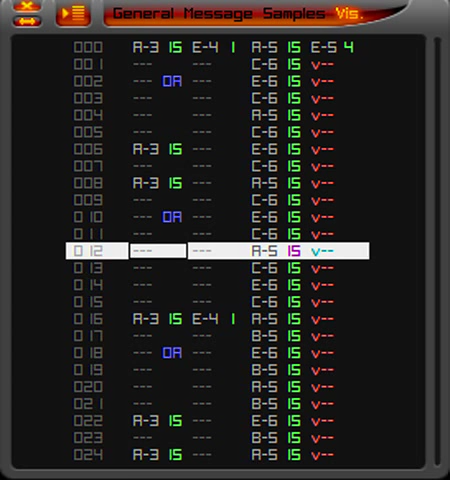 General Message Samples Vis.
000 A-3 15 E-4 1 A-5 15 E-5 4
001 --- --- C-6 15 v--
002 --- 0A --- E-6 15 v--
003 --- --- C-6 15 v--
004 --- --- A-5 15 v--
005 --- --- C-6 15 v--
006 A-3 15 --- E-6 15 v--
007 --- --- C-6 15 v--
008 A-3 15 --- A-5 15 v--
009 --- --- C-6 15 v--
010 --- 0A --- E-6 15 v--
011 --- --- C-6 15 v--
012 --- --- A-5 15 v--
013 --- --- C-6 15 v--
014 --- --- E-6 15 v--
015 --- --- C-6 15 v--
016 A-3 15 E-4 1 A-5 15 v--
017 --- --- B-5 15 v--
018 --- 0A --- E-6 15 v--
019 --- --- B-5 15 v--
020 --- --- A-5 15 v--
021 --- --- B-5 15 v--
022 A-3 15 --- E-6 15 v--
023 --- --- B-5 15 v--
024 A-3 15 --- A-5 15 v--